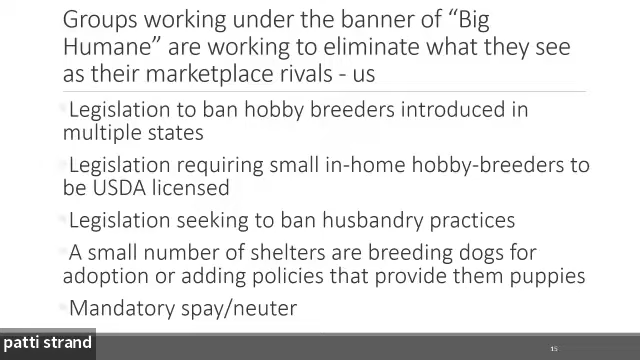 Groups working under the banner of “Big
Humane” are working to eliminate what they see
as their marketplace rivals - us
Legislation to ban hobby breeders introduced in
multiple states
Legislation requiring small in-home hobby-breeders to
be USDA licensed
Legislation seeking to ban husbandry practices
A small number of shelters are breeding dogs for
adoption or adding policies that provide them puppies
Mandatory spay/neuter
patti strand
15